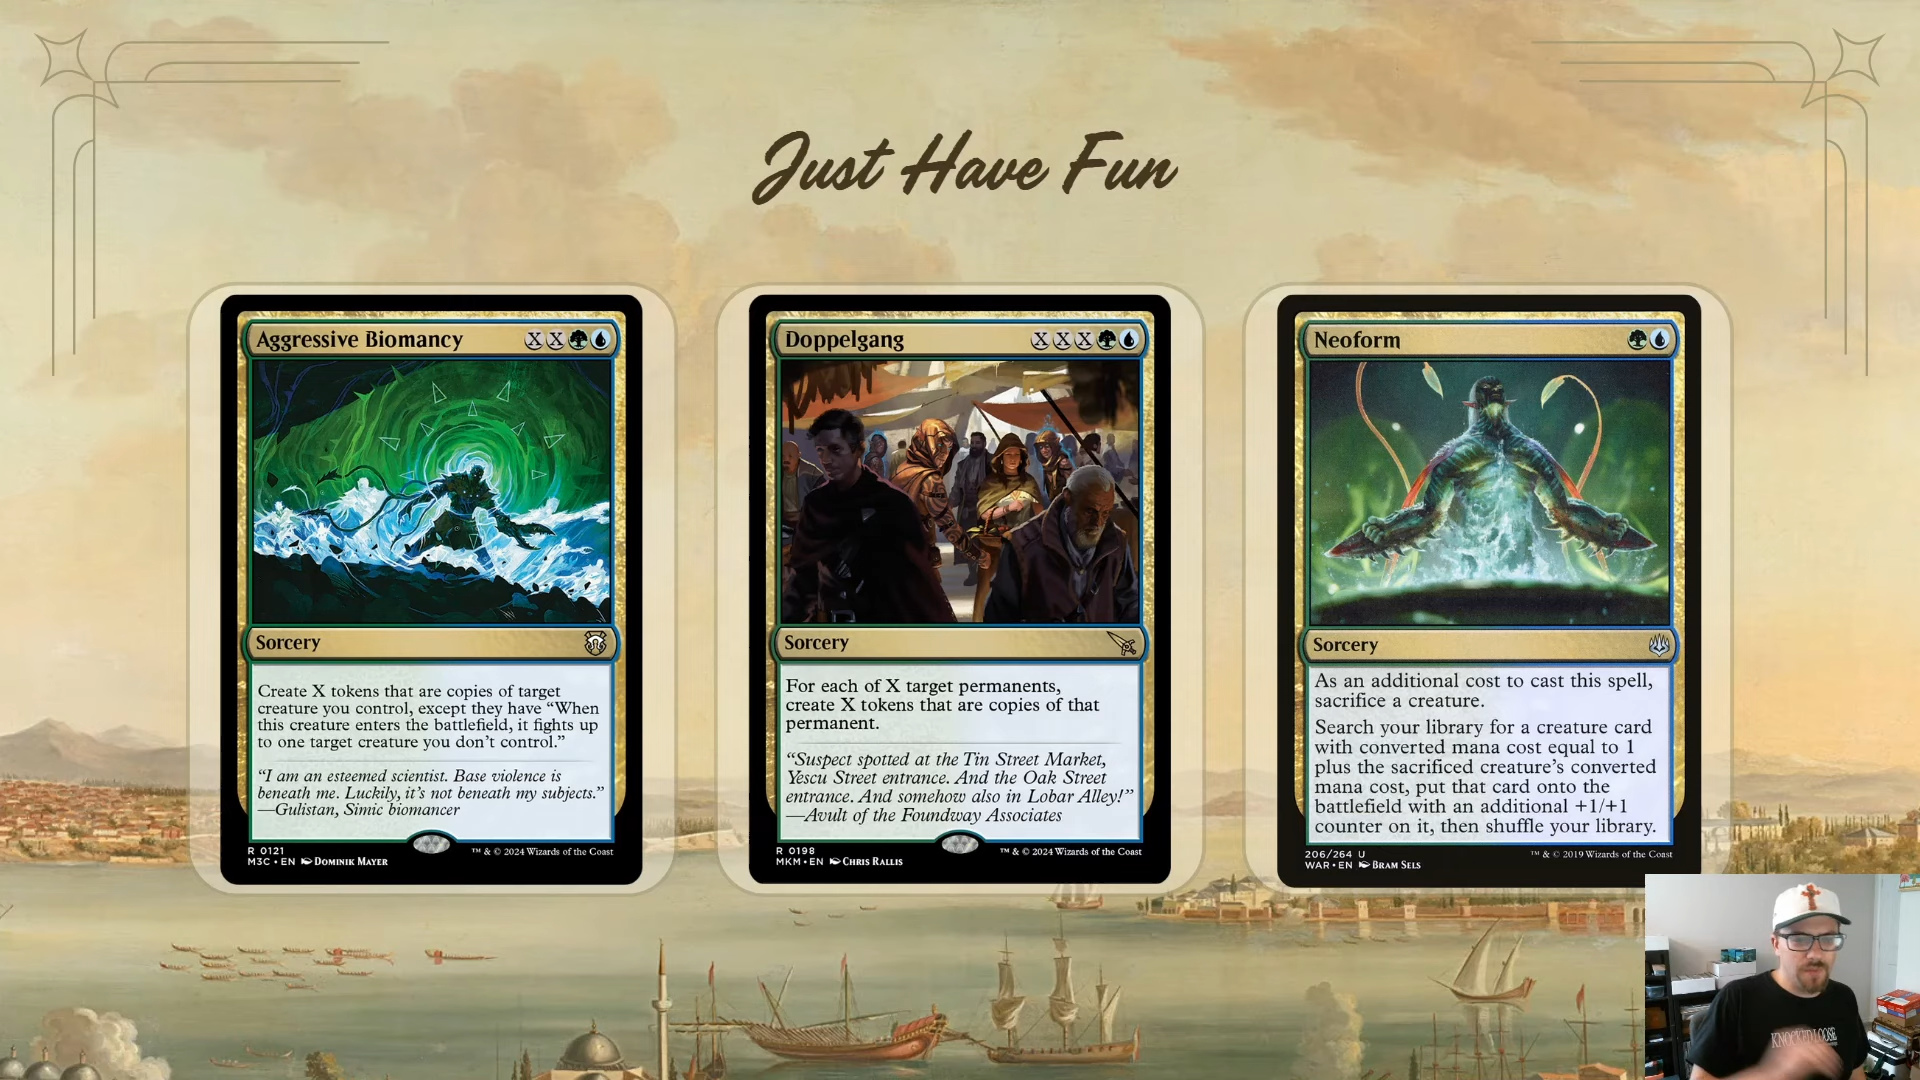 Just Have Fun
Aggressive Biomancy
X X
Sorcery
Create X tokens that are copies of target
creature you control, except they have “When
this creature enters the battlefield, it fights up
to one target creature you don’t control.”
“I am an esteemed scientist. Base violence is
beneath me. Luckily, it’s not beneath my subjects.”
—Gulistan, Simic biomancer
R 0121
M3C • EN Dominik Mayer
™ & © 2024 Wizards of the Coast
Doppelgang
X X X
Sorcery
For each of X target permanents,
create X tokens that are copies of that
permanent.
“Suspect spotted at the Tin Street Market,
Yescu Street entrance. And the Oak Street
entrance. And somehow also in Lobar Alley!”
—Avult of the Foundway Associates
R 0198
MKM • EN Chris Rallis
™ & © 2024 Wizards of the Coast
Neoform
Sorcery
As an additional cost to cast this spell,
sacrifice a creature.
Search your library for a creature card
with converted mana cost equal to 1
plus the sacrificed creature’s converted
mana cost, put that card onto the
battlefield with an additional +1/+1
counter on it, then shuffle your library.
206/264 U
WAR • EN Bram Sels
™ & © 2019 Wizards of the Coast
KNOCKED LOOSE